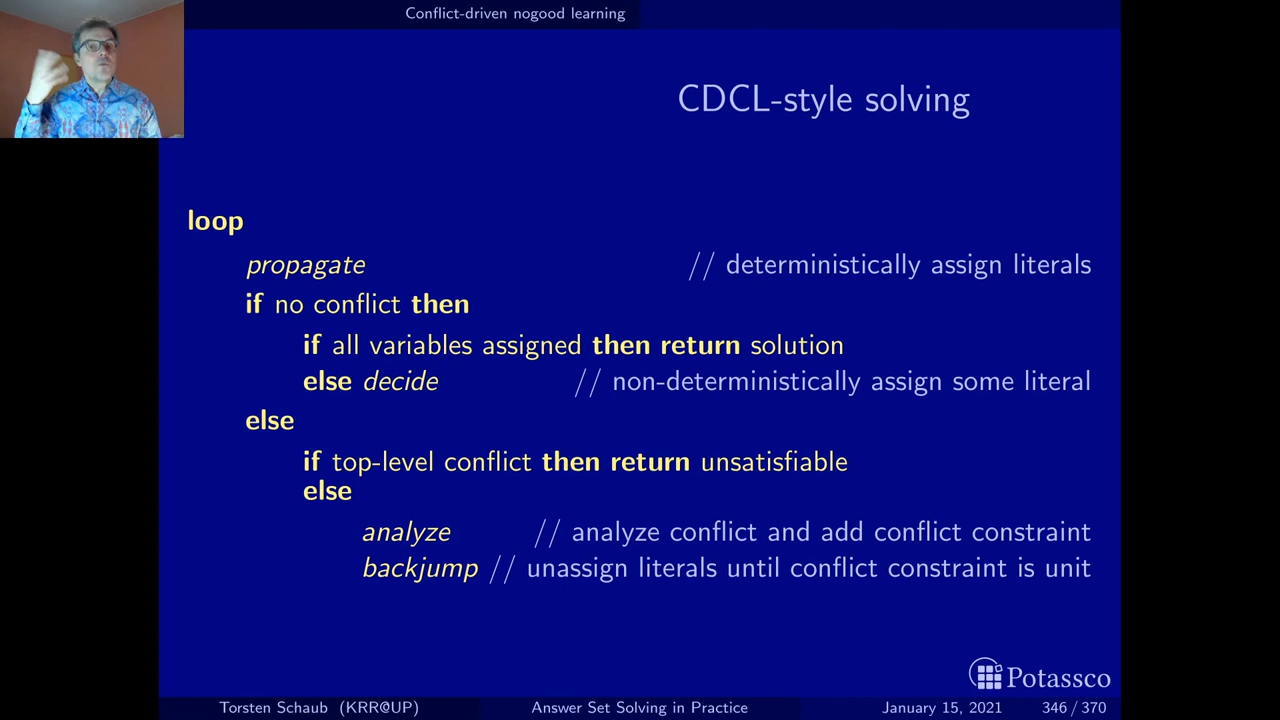 Conflict-driven nogood learning
CDCL-style solving
loop
propagate // deterministically assign literals
if no conflict then
if all variables assigned then return solution
else decide // non-deterministically assign some literal
else
if top-level conflict then return unsatisfiable
else
analyze // analyze conflict and add conflict constraint
backjump // unassign literals until conflict constraint is unit
Potassco
Torsten Schaub (KRR@UP) Answer Set Solving in Practice January 15, 2021 346 / 370